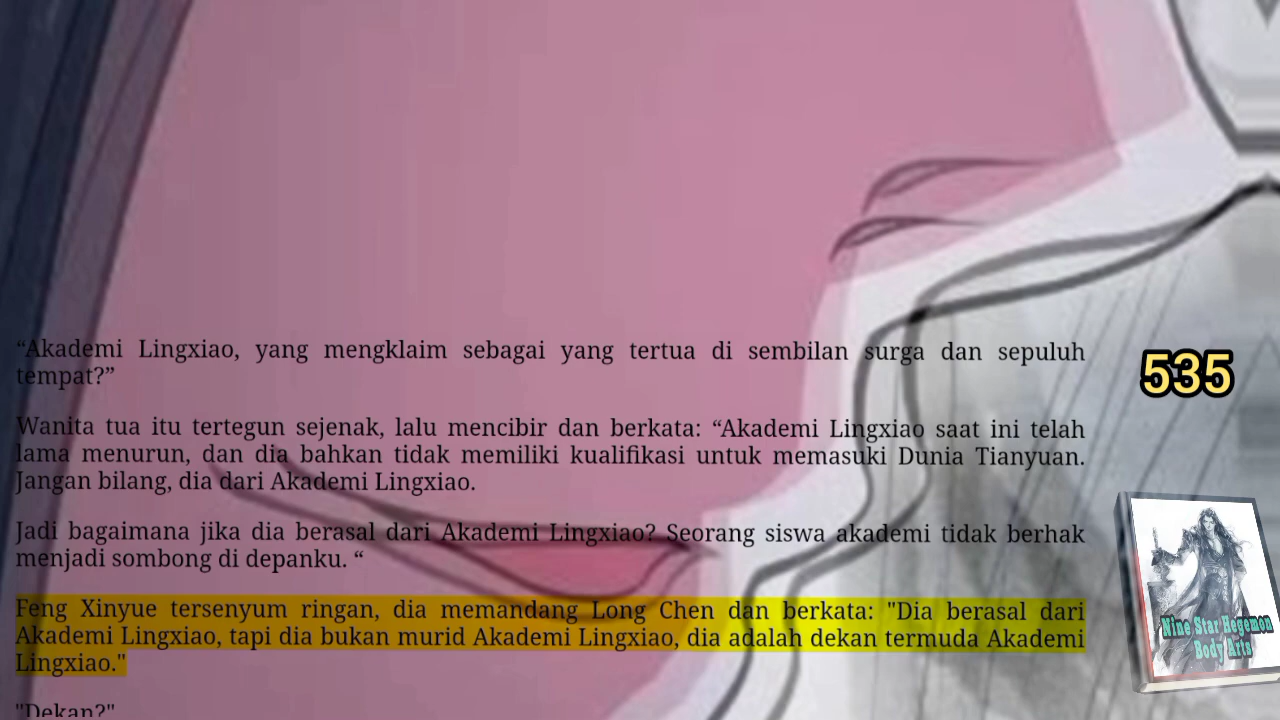 “Akademi Lingxiao, yang mengklaim sebagai yang tertua di sembilan surga dan sepuluh
tempat?”
Wanita tua itu tertegun sejenak, lalu mencibir dan berkata: “Akademi Lingxiao saat ini telah
lama menurun, dan dia bahkan tidak memiliki kualifikasi untuk memasuki Dunia Tianyuan.
Jangan bilang, dia dari Akademi Lingxiao.
Jadi bagaimana jika dia berasal dari Akademi Lingxiao? Seorang siswa akademi tidak berhak
menjadi sombong di depanku. “
Feng Xinyue tersenyum ringan, dia memandang Long Chen dan berkata: "Dia berasal dari
Akademi Lingxiao, tapi dia bukan murid Akademi Lingxiao, dia adalah dekan termuda Akademi
Lingxiao."
"Dekan?"
535
Nine Star Hegemon
Body Arts